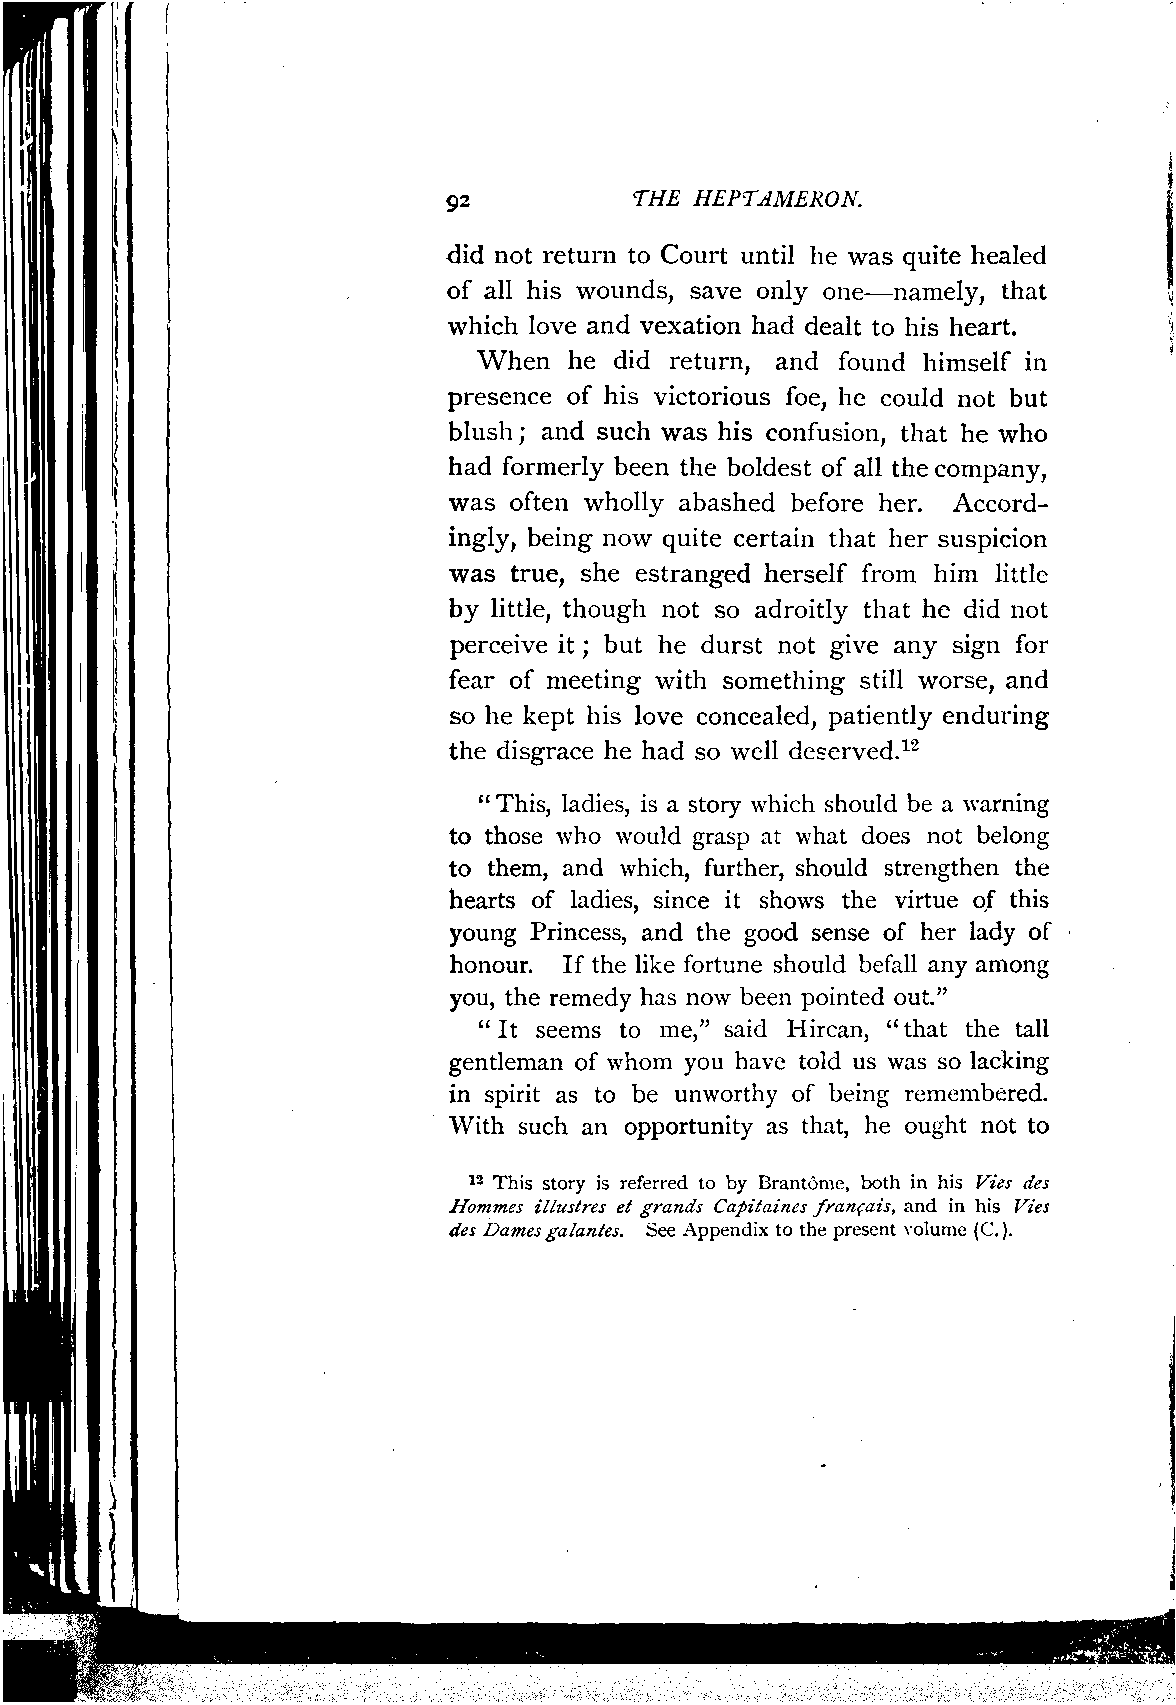 92 THE HEPTAMERON.
did not return to Court until he was quite healed
of all his wounds, save only one—namely, that
which love and vexation had dealt to his heart.
When he did return, and found himself in
presence of his victorious foe, he could not but
blush; and such was his confusion, that he who
had formerly been the boldest of all the company,
was often wholly abashed before her. Accord-
ingly, being now quite certain that her suspicion
was true, she estranged herself from him little
by little, though not so adroitly that he did not
perceive it; but he durst not give any sign for
fear of meeting with something still worse, and
so he kept his love concealed, patiently enduring
the disgrace he had so well deserved.¹²
“This, ladies, is a story which should be a warning
to those who would grasp at what does not belong
to them, and which, further, should strengthen the
hearts of ladies, since it shows the virtue of this
young Princess, and the good sense of her lady of
honour. If the like fortune should befall any among
you, the remedy has now been pointed out.”
“It seems to me,” said Hircan, “that the tall
gentleman of whom you have told us was so lacking
in spirit as to be unworthy of being remembered.
With such an opportunity as that, he ought not to
¹² This story is referred to by Brantôme, both in his Vies des
Hommes illustres et grands Capitaines français, and in his Vies
des Dames galantes. See Appendix to the present volume (C.).